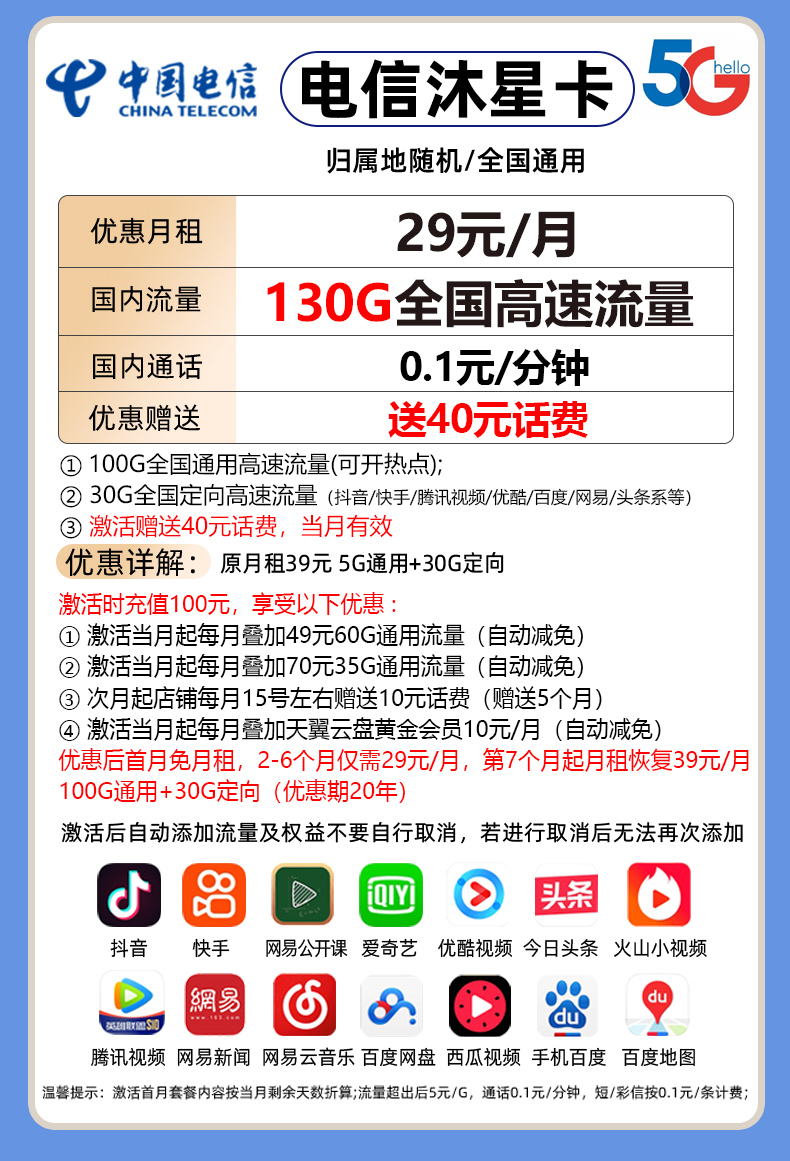 中国电信
CHINA TELECOM
电信沐星卡
5G
hello
归属地随机/全国通用
优惠月租 29元/月
国内流量 130G全国高速流量
国内通话 0.1元/分钟
优惠赠送 送40元话费
① 100G全国通用高速流量(可开热点);
② 30G全国定向高速流量（抖音/快手/腾讯视频/优酷/百度/网易/头条系等）
③ 激活赠送40元话费，当月有效
优惠详解： 原月租39元 5G通用+30G定向
激活时充值100元，享受以下优惠：
① 激活当月起每月叠加49元60G通用流量（自动减免）
② 激活当月起每月叠加70元35G通用流量（自动减免）
③ 次月起店铺每月15号左右赠送10元话费（赠送5个月）
④ 激活当月起每月叠加天翼云盘黄金会员10元/月（自动减免）
优惠后首月免月租，2-6个月仅需29元/月，第7个月起月租恢复39元/月
100G通用+30G定向（优惠期20年）
激活后自动添加流量及权益不要自行取消，若进行取消后无法再次添加
iQIYI 头条
抖音 快手 网易公开课 爱奇艺 优酷视频 今日头条 火山小视频
英雄联盟S10 網易 www.163.com du du
腾讯视频 网易新闻 网易云音乐 百度网盘 西瓜视频 手机百度 百度地图
温馨提示：激活首月套餐内容按当月剩余天数折算;流量超出后5元/G，通话0.1元/分钟，短/彩信按0.1元/条计费；